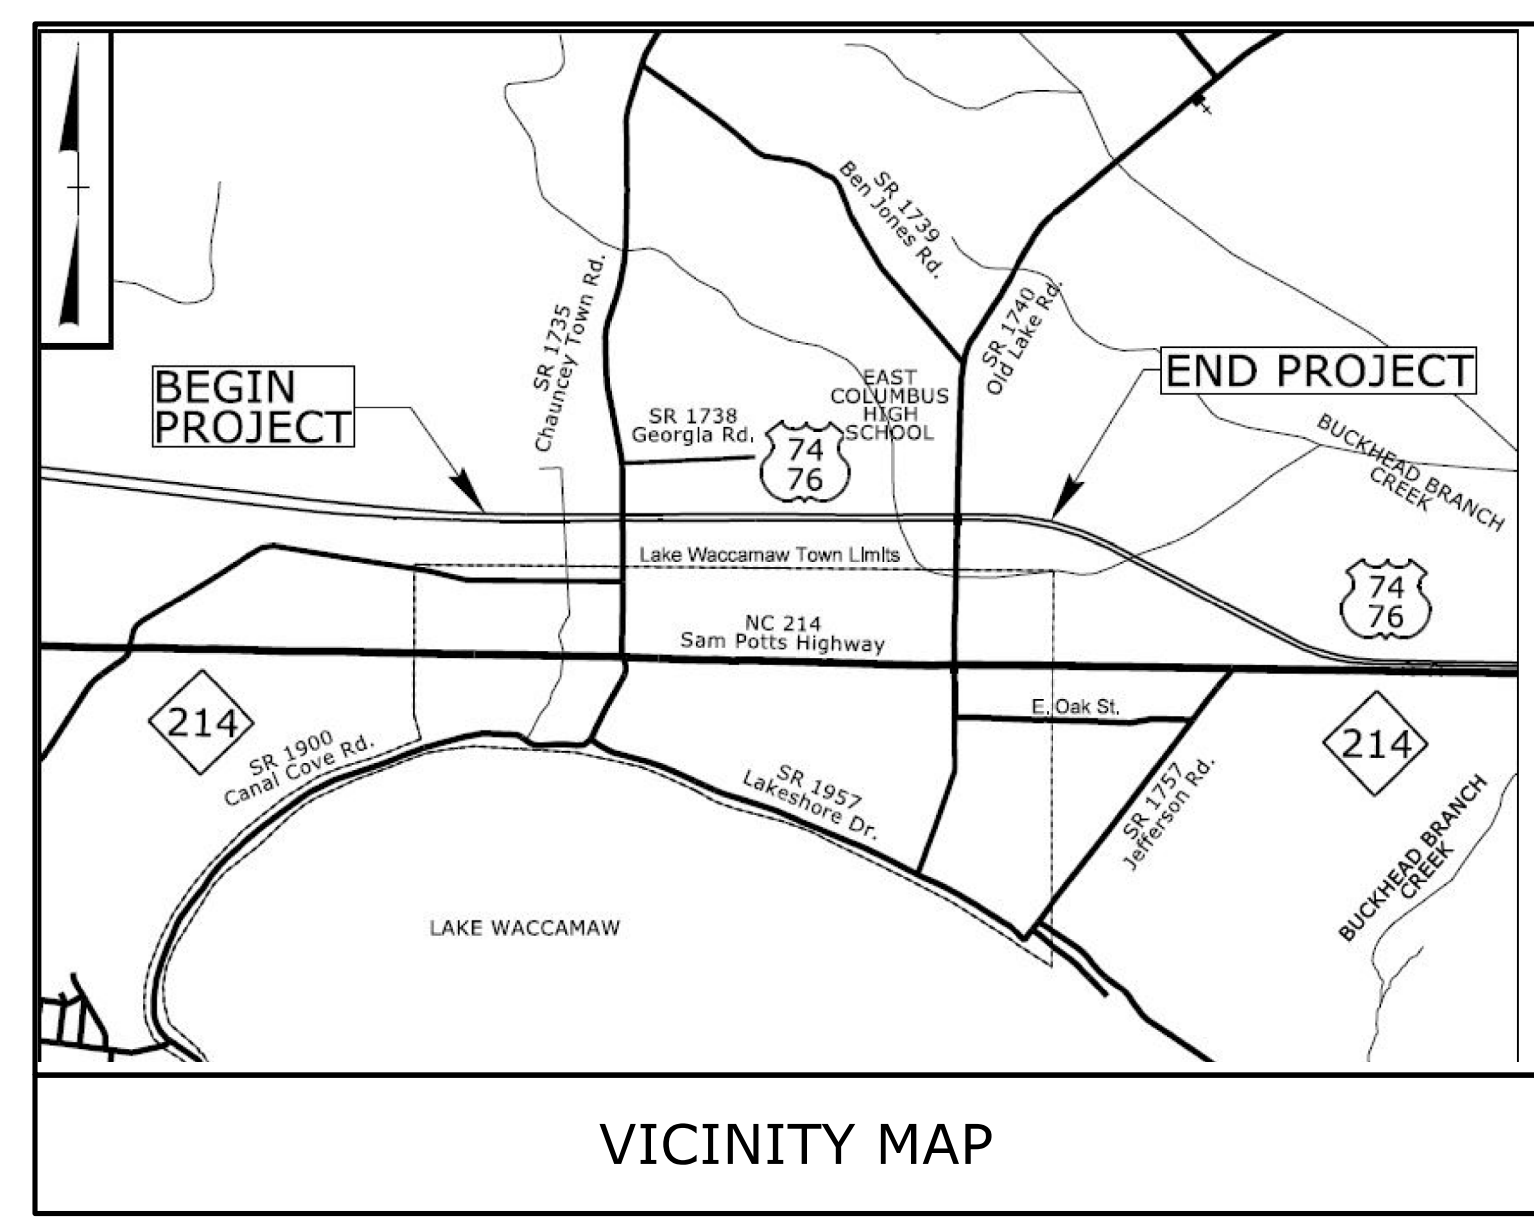 SR 1739
Ben Jones Rd.
SR 1735
Chauncey Town Rd.
SR 1740
Old Lake Rd.
BEGIN
PROJECT
END PROJECT
EAST
COLUMBUS
HIGH
SCHOOL
SR 1738
Georgia Rd.
74
76
BUCKHEAD BRANCH
CREEK
Lake Waccamaw Town Limits
74
76
NC 214
Sam Potts Highway
214
E. Oak St.
214
SR 1900
Canal Cove Rd.
SR 1957
Lakeshore Dr.
SR 1757
Jefferson Rd.
BUCKHEAD BRANCH
CREEK
LAKE WACCAMAW
VICINITY MAP